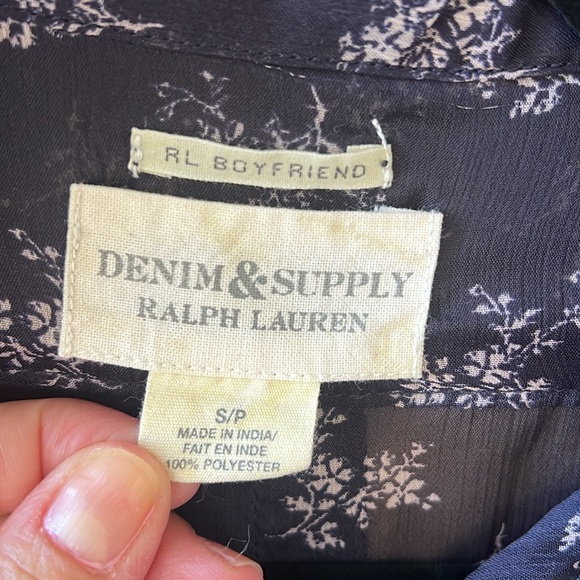 RL BOYFRIEND
DENIM & SUPPLY
RALPH LAUREN
S/P
MADE IN INDIA/
FAIT EN INDE
100% POLYESTER